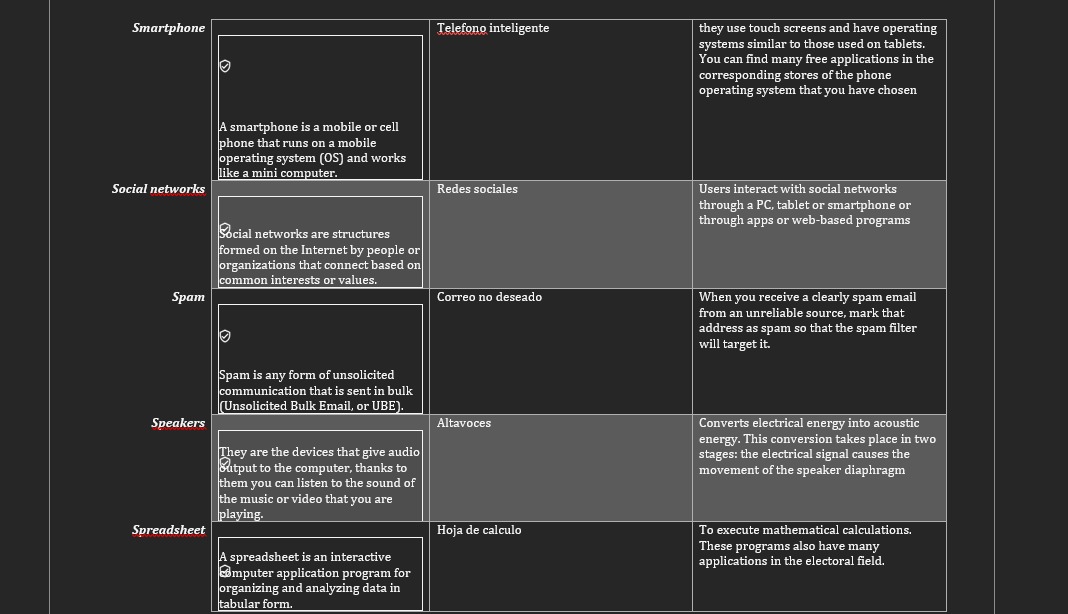 Smartphone
A smartphone is a mobile or cell
phone that runs on a mobile
operating system (OS) and works
like a mini computer.
Telefono inteligente
they use touch screens and have operating
systems similar to those used on tablets.
You can find many free applications in the
corresponding stores of the phone
operating system that you have chosen
Social networks
Social networks are structures
formed on the Internet by people or
organizations that connect based on
common interests or values.
Redes sociales
Users interact with social networks
through a PC, tablet or smartphone or
through apps or web-based programs
Spam
Spam is any form of unsolicited
communication that is sent in bulk
(Unsolicited Bulk Email, or UBE).
Correo no deseado
When you receive a clearly spam email
from an unreliable source, mark that
address as spam so that the spam filter
will target it.
Speakers
They are the devices that give audio
output to the computer, thanks to
them you can listen to the sound of
the music or video that you are
playing.
Altavoces
Converts electrical energy into acoustic
energy. This conversion takes place in two
stages: the electrical signal causes the
movement of the speaker diaphragm
Spreadsheet
A spreadsheet is an interactive
computer application program for
organizing and analyzing data in
tabular form.
Hoja de calculo
To execute mathematical calculations.
These programs also have many
applications in the electoral field.